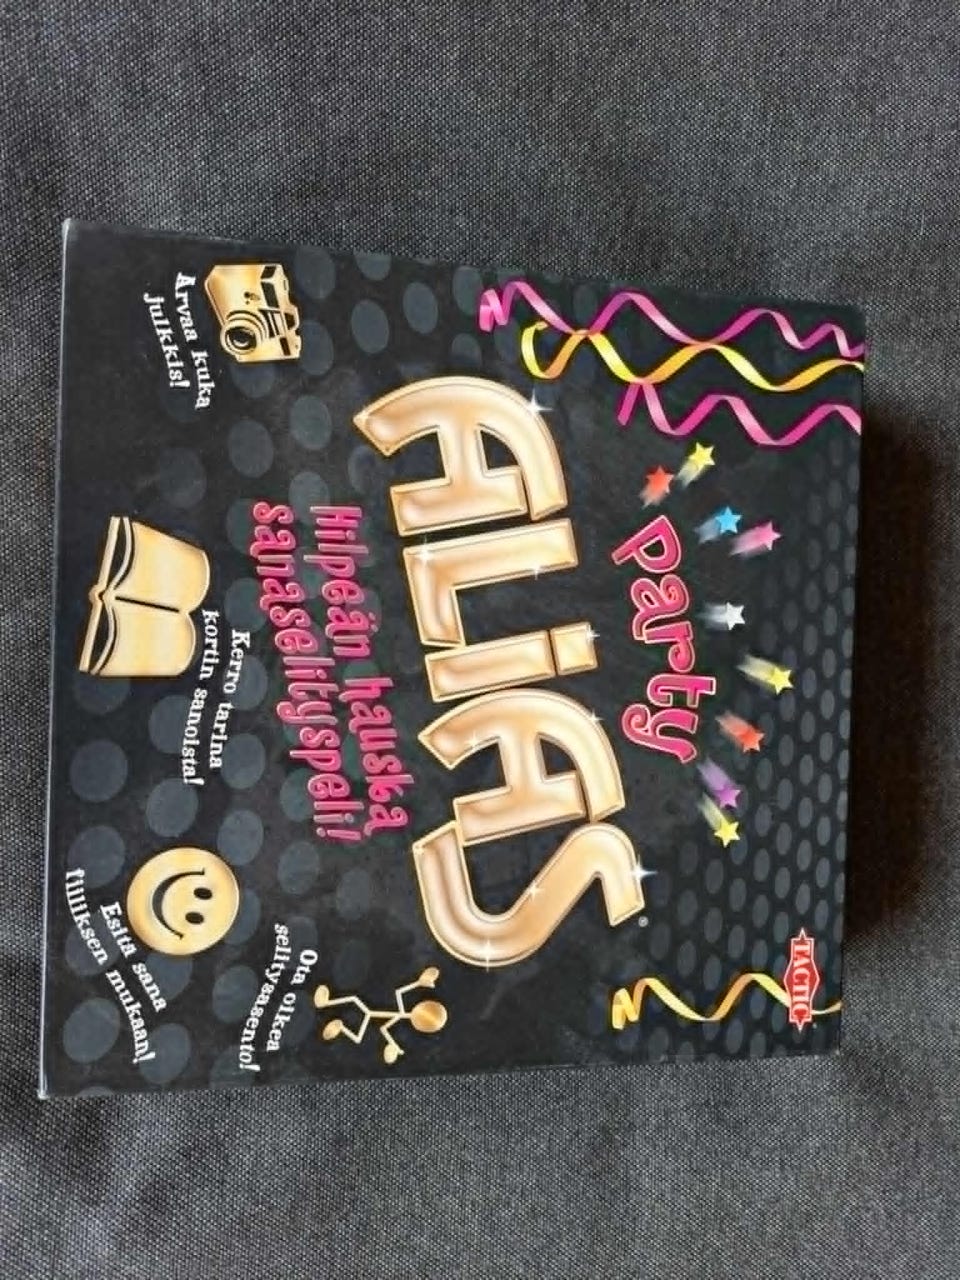 TACTIC
party
ALIAS®
Hilpeän hauska
sanaselityspeli!
Arvaa kuka
julkkis!
Kerro tarina
kortin sanoista!
Esitä sana
fiiliksen mukaan!
Ota oikea
selitysasento!